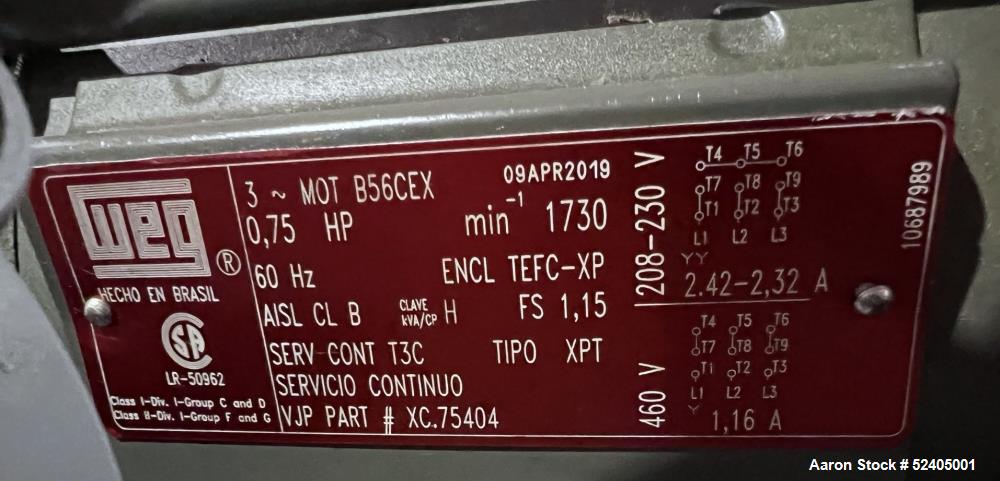 weg®
HECHO EN BRASIL
SA
LR-50962
Class I-Div. I-Group C and D
Class II-Div. I-Group F and G
3 ~ MOT B56CEX 09APR2019
0,75 HP min⁻¹ 1730
60 Hz ENCL TEFC-XP
AISL CL B CLAVE kVA/CP H FS 1,15
SERV CONT T3C TIPO XPT
SERVICIO CONTINUO
VJP PART # XC.75404
208-230 V
T4 T5 T6
T7 T8 T9
T1 T2 T3
L1 L2 L3
YY
2.42-2,32 A
460 V
T4 T5 T6
T7 T8 T9
T1 T2 T3
L1 L2 L3
Y
1,16 A
10687989
Aaron Stock # 52405001